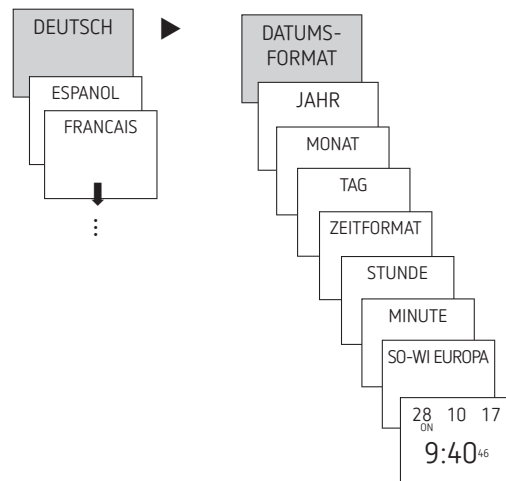 DEUTSCH
ESPANOL
FRANCAIS
DATUMS-
FORMAT
JAHR
MONAT
TAG
ZEITFORMAT
STUNDE
MINUTE
SO-WI EUROPA
28 10 17
ON
9:40 46